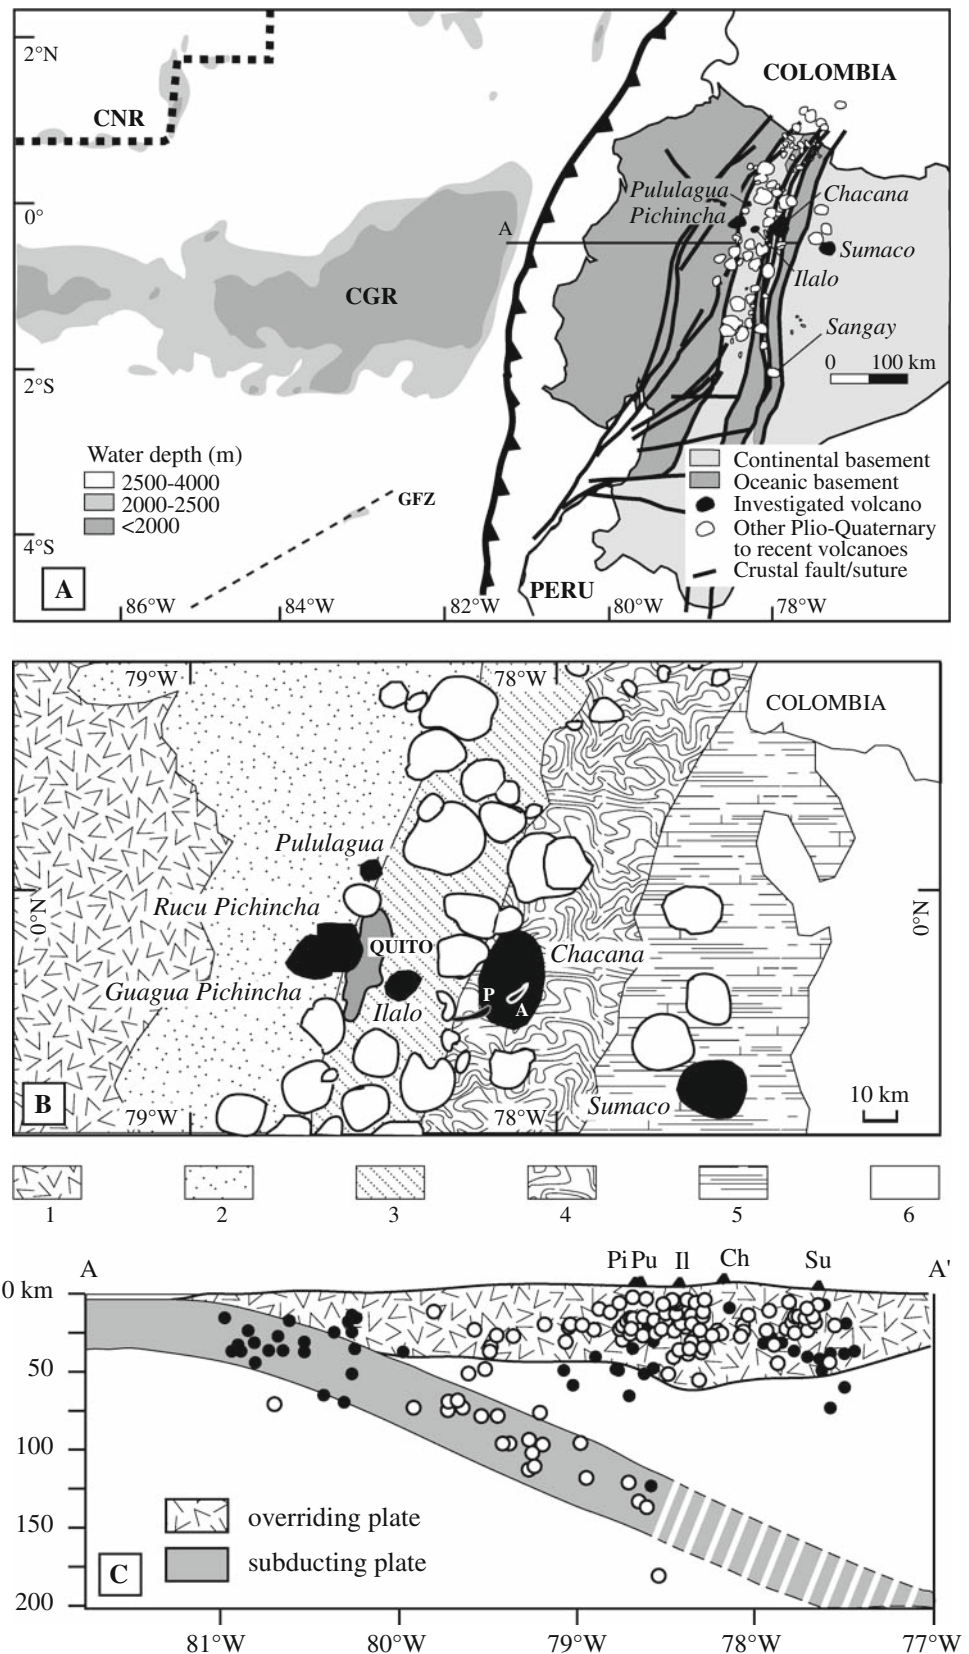 2°N
COLOMBIA
CNR
Pululagua
Chacana
Pichincha
0°
A
Sumaco
Ilalo
CGR
Sangay
0 100 km
2°S
Water depth (m)
2500-4000
2000-2500
<2000
GFZ
Continental basement
Oceanic basement
Investigated volcano
Other Plio-Quaternary
to recent volcanoes
Crustal fault/suture
4°S
A
PERU
86°W 84°W 82°W 80°W 78°W
79°W 78°W
COLOMBIA
Pululagua
Rucu Pichincha
0°N
0°N
QUITO
Chacana
Guagua Pichincha
P
A
Ilalo
B
Sumaco
10 km
79°W 78°W
1 2 3 4 5 6
A Pi Pu Il Ch Su A'
0 km
50
100
150
overriding plate
C
subducting plate
200
81°W 80°W 79°W 78°W 77°W